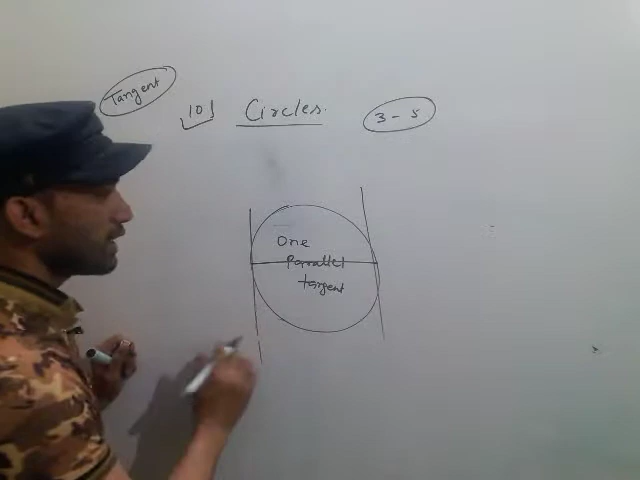 Tangent
10) Circles.
3 - 5
One
Parallel
tangent